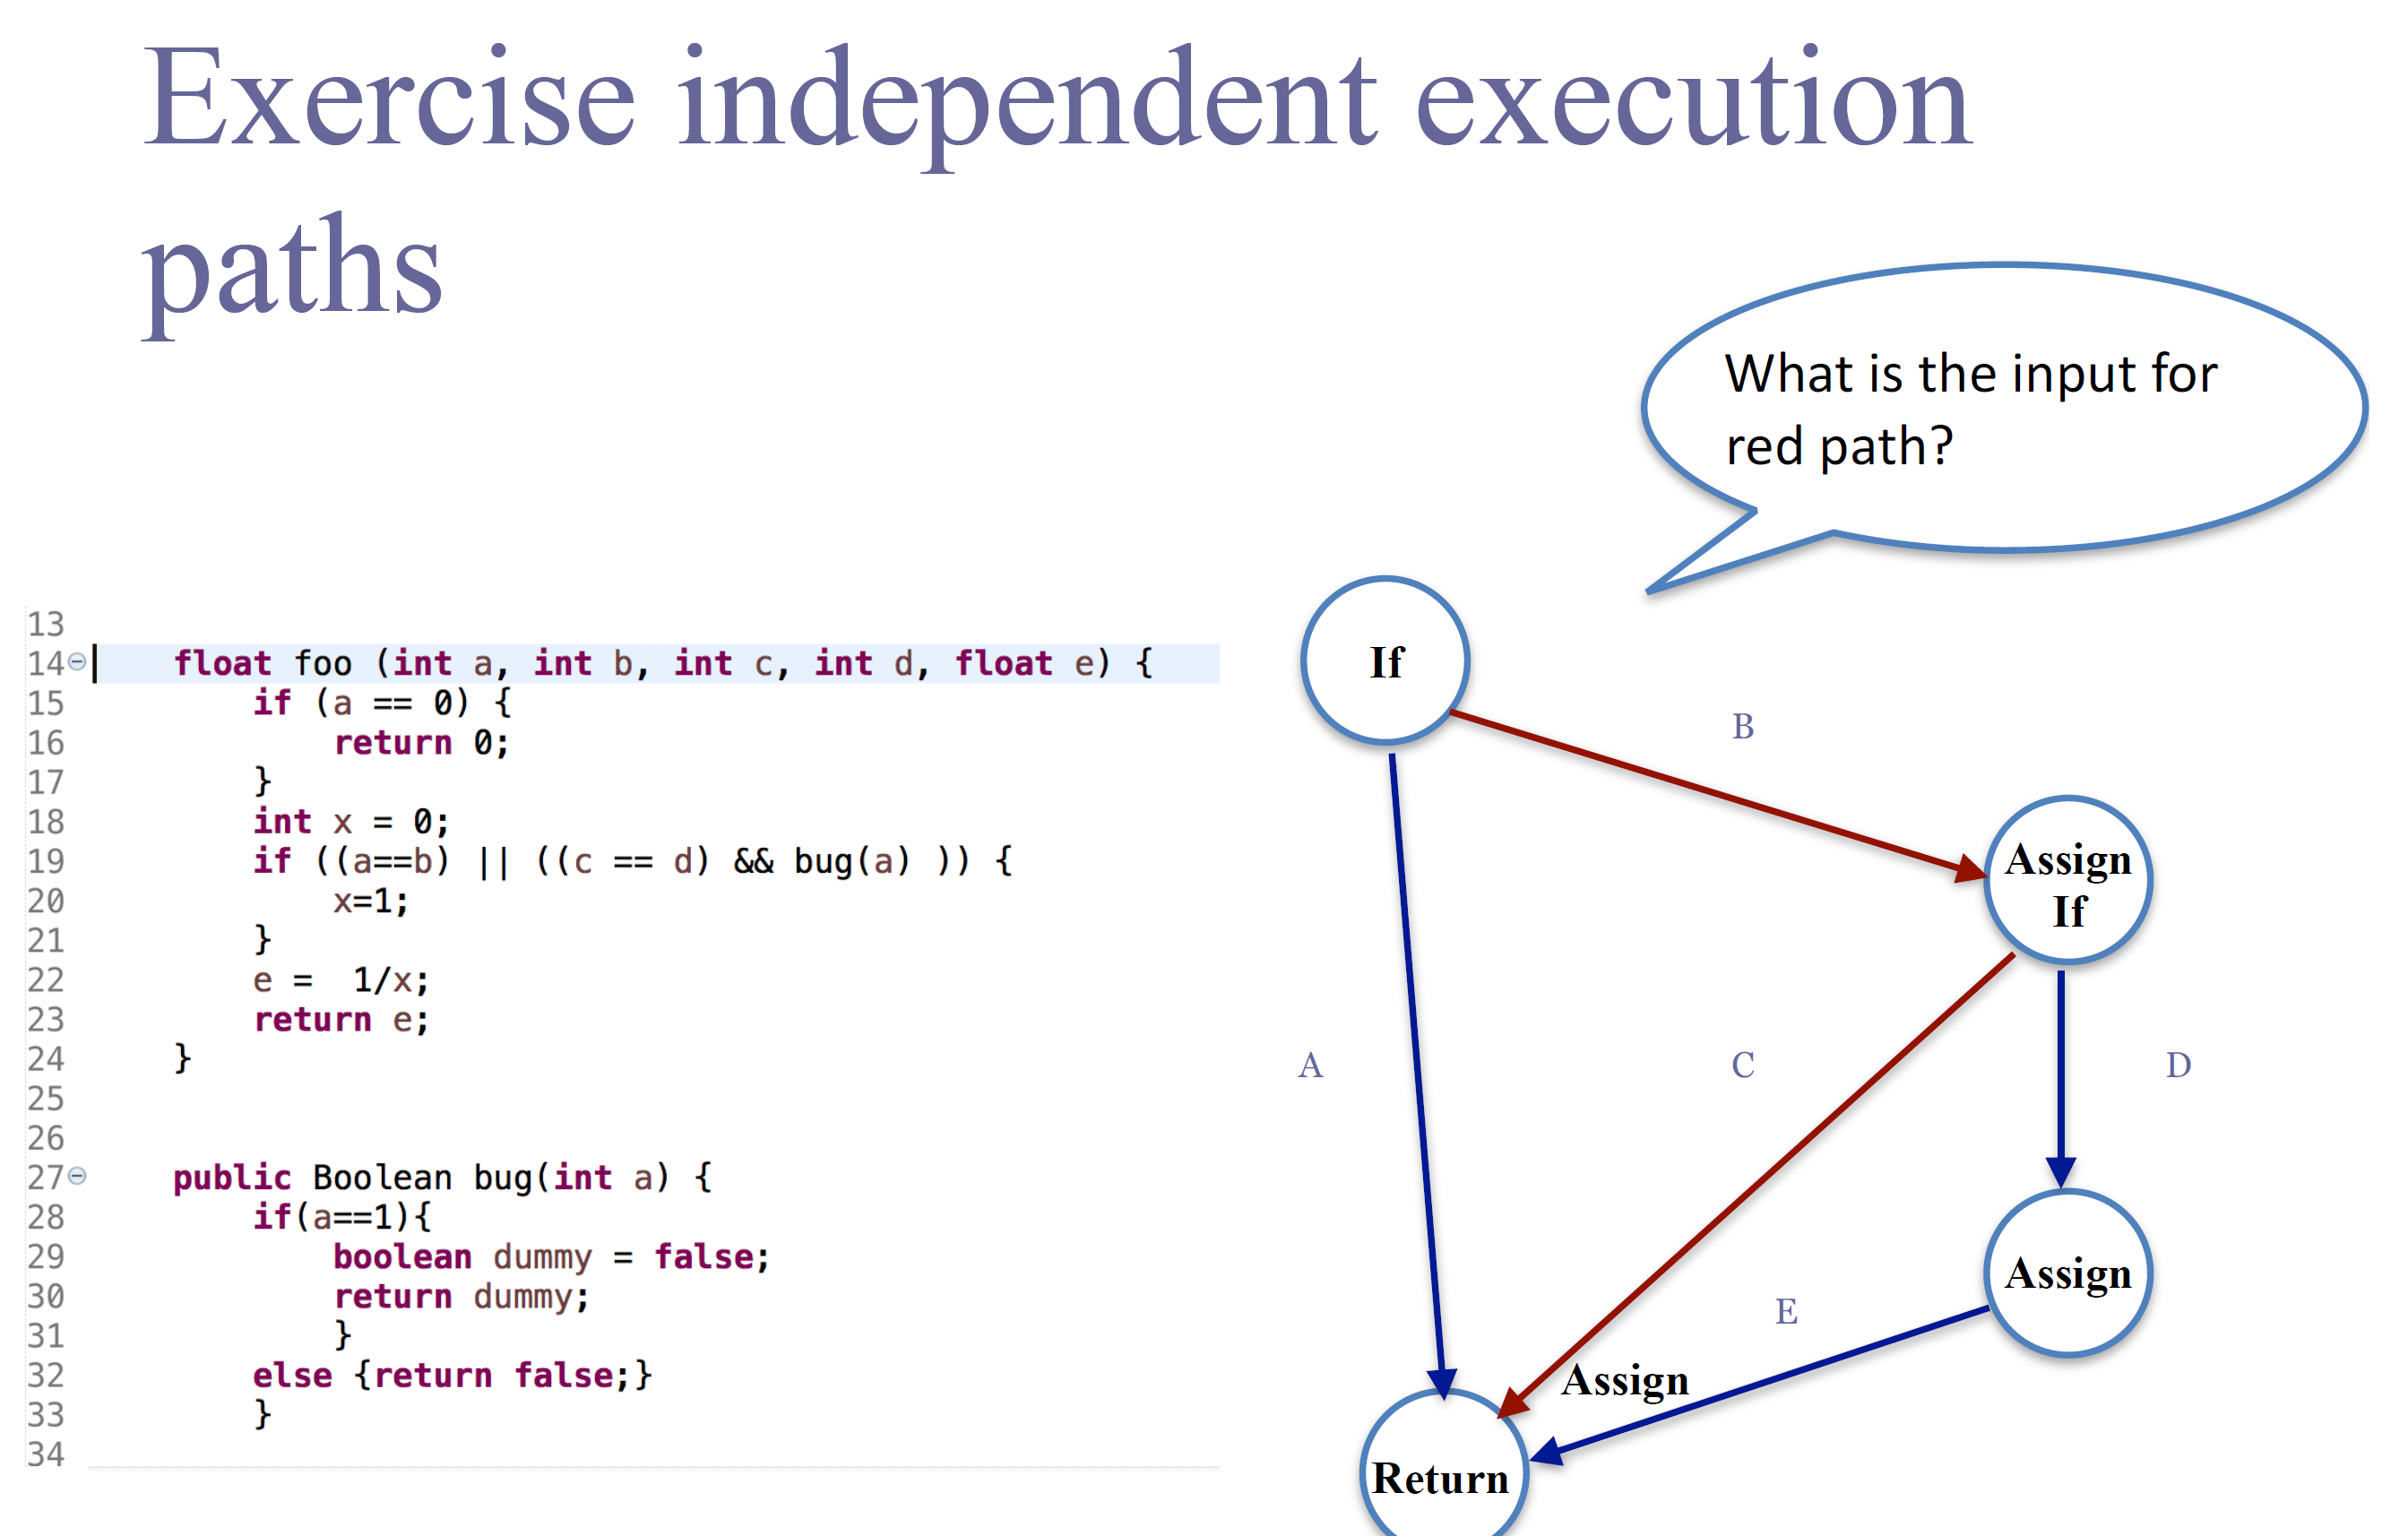 Exercise independent execution
paths
What is the input for
red path?
13
14 float foo (int a, int b, int c, int d, float e) {
15 if (a == 0) {
16 return 0;
17 }
18 int x = 0;
19 if ((a==b) || ((c == d) && bug(a) )) {
20 x=1;
21 }
22 e =  1/x;
23 return e;
24 }
25
26
27 public Boolean bug(int a) {
28 if(a==1){
29 boolean dummy = false;
30 return dummy;
31 }
32 else {return false;}
33 }
34
If
B
Assign
If
A
C
D
Assign
E
Assign
Return